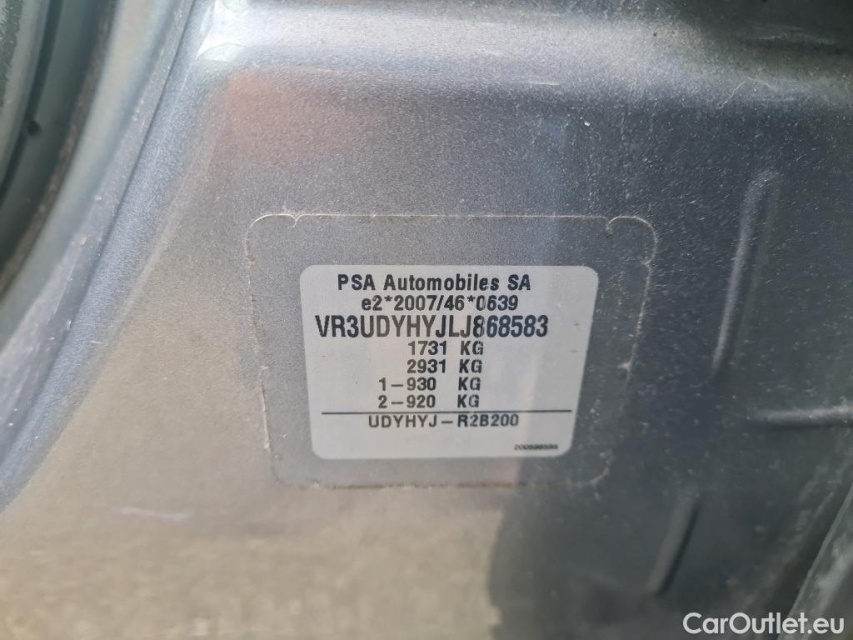 PSA Automobiles SA
e2*2007/46*0639
VR3UDYHYJLJ868583
1731 KG
2931 KG
1-930 KG
2-920 KG
UDYHYJ-R2B200
CarOutlet.eu